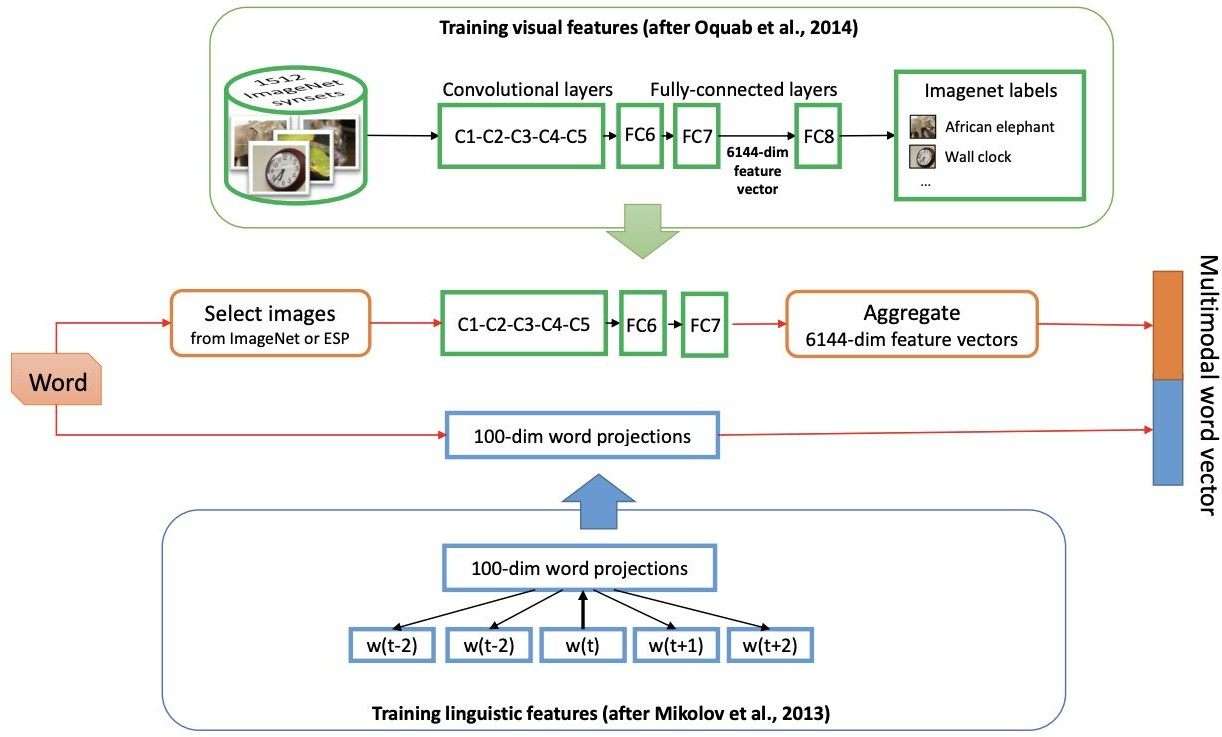 Training visual features (after Oquab et al., 2014)
1512
ImageNet
synsets
Convolutional layers
Fully-connected layers
C1-C2-C3-C4-C5
FC6
FC7
6144-dim
feature
vector
FC8
Imagenet labels
African elephant
Wall clock
...
Word
Select images
from ImageNet or ESP
C1-C2-C3-C4-C5
FC6
FC7
Aggregate
6144-dim feature vectors
Multimodal word vector
100-dim word projections
100-dim word projections
w(t-2)
w(t-2)
w(t)
w(t+1)
w(t+2)
Training linguistic features (after Mikolov et al., 2013)